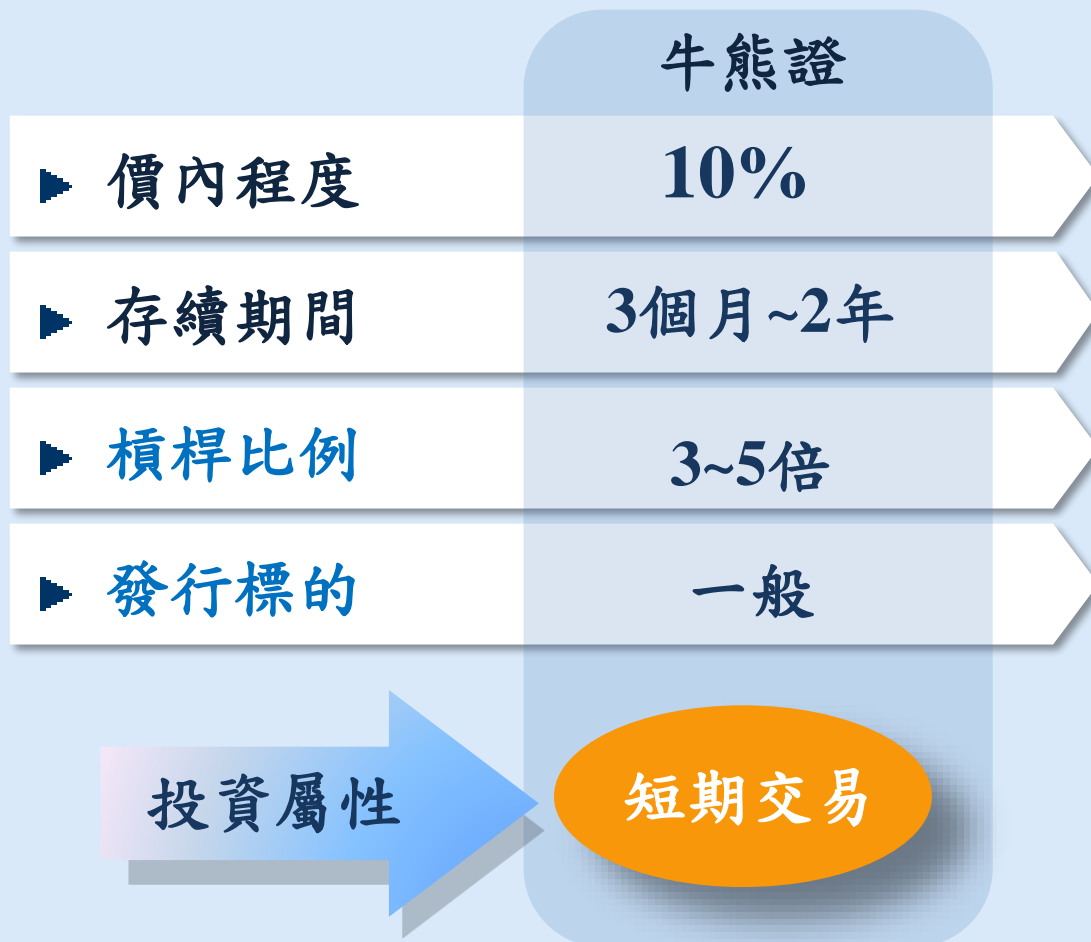 牛熊證
價內程度 10%
存續期間 3個月~2年
槓桿比例 3~5倍
發行標的 一般
投資屬性 短期交易